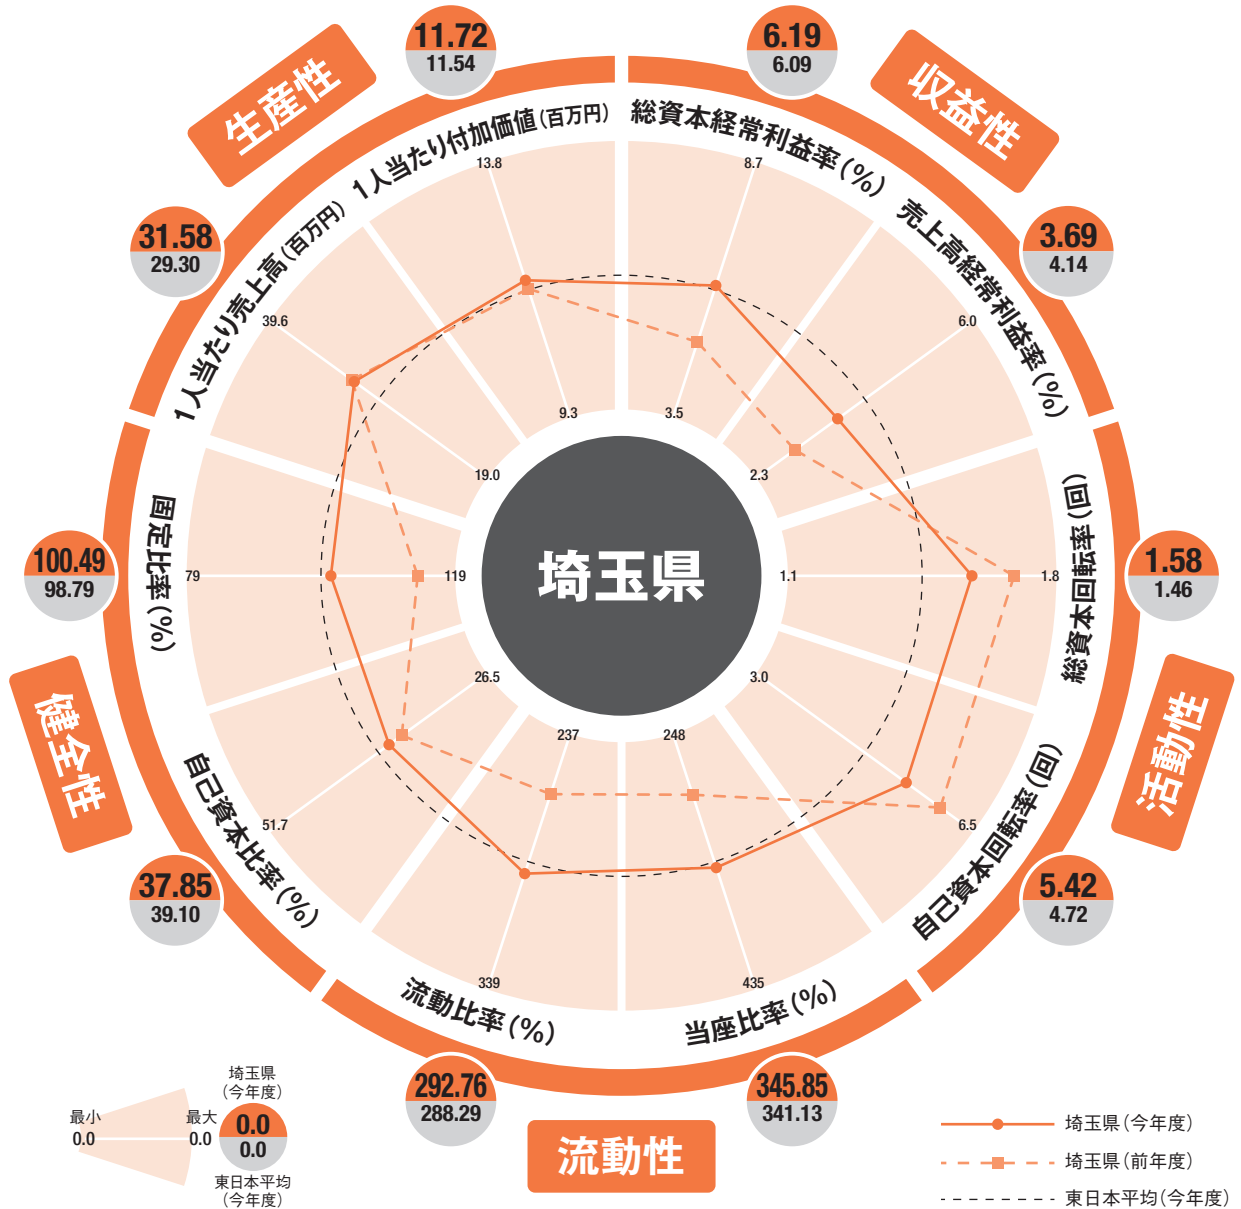 収益性
6.19
6.09
総資本経常利益率(%)
8.7
3.5
3.69
4.14
売上高経常利益率(%)
6.0
2.3
活動性
1.58
1.46
総資本回転率(回)
1.8
1.1
5.42
4.72
自己資本回転率(回)
6.5
3.0
流動性
345.85
341.13
当座比率(%)
435
248
292.76
288.29
流動比率(%)
339
237
健全性
37.85
39.10
自己資本比率(%)
51.7
26.5
100.49
98.79
固定比率(%)
79
119
生産性
31.58
29.30
1人当たり売上高(百万円)
39.6
19.0
11.72
11.54
1人当たり付加価値(百万円)
13.8
9.3
埼玉県
埼玉県
(今年度)
最小
0.0
最大
0.0
0.0
0.0
東日本平均
(今年度)
埼玉県(今年度)
埼玉県(前年度)
東日本平均(今年度)